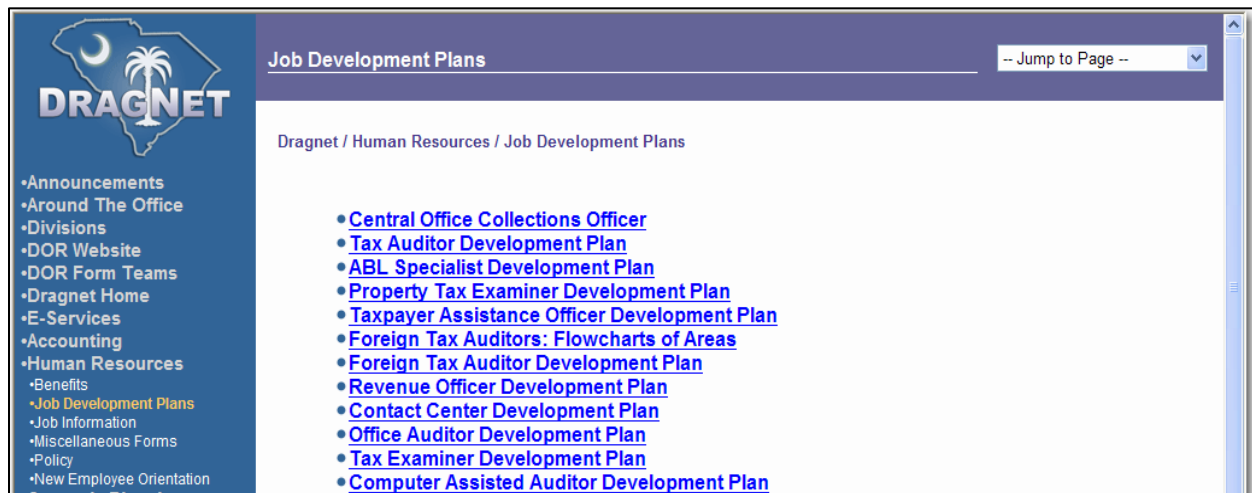 DRAGNET
Job Development Plans
-- Jump to Page --
Dragnet / Human Resources / Job Development Plans
•Announcements
•Around The Office
•Divisions
•DOR Website
•DOR Form Teams
•Dragnet Home
•E-Services
•Accounting
•Human Resources
•Benefits
•Job Development Plans
•Job Information
•Miscellaneous Forms
•Policy
•New Employee Orientation
•Central Office Collections Officer
•Tax Auditor Development Plan
•ABL Specialist Development Plan
•Property Tax Examiner Development Plan
•Taxpayer Assistance Officer Development Plan
•Foreign Tax Auditors: Flowcharts of Areas
•Foreign Tax Auditor Development Plan
•Revenue Officer Development Plan
•Contact Center Development Plan
•Office Auditor Development Plan
•Tax Examiner Development Plan
•Computer Assisted Auditor Development Plan